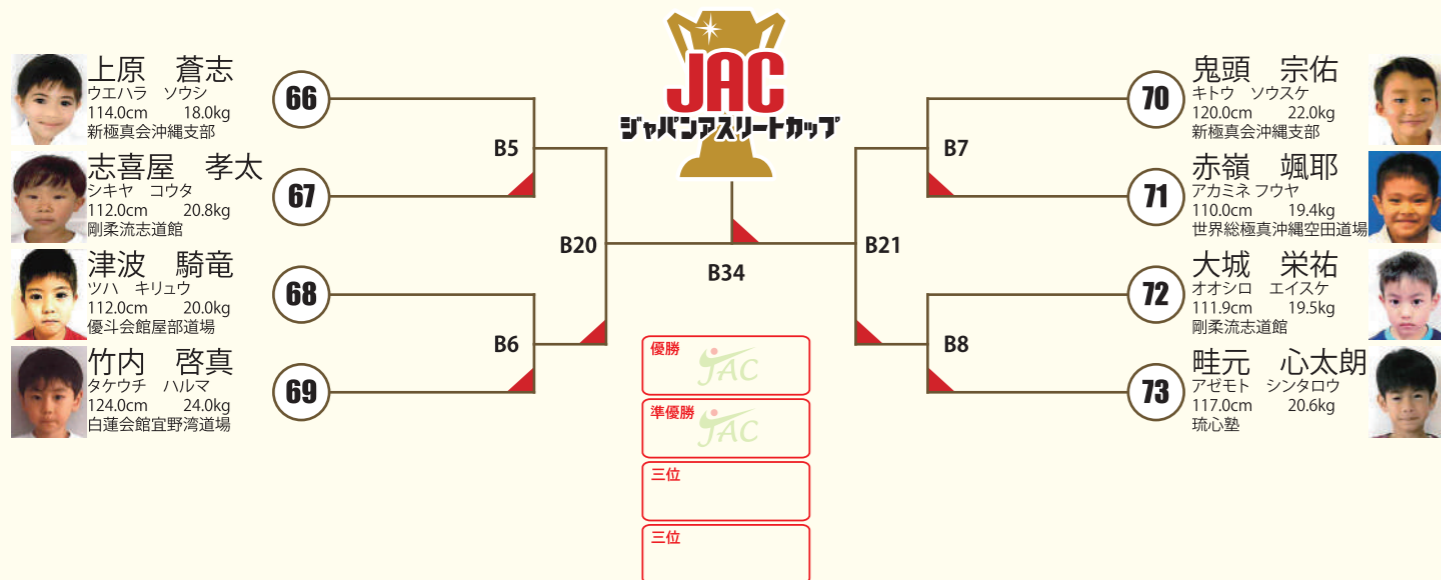 JAC
ジャパンアスリートカップ
上原　蒼志
ウエハラ　ソウシ
114.0cm　18.0kg
新極真会沖縄支部
66
志喜屋　孝太
シキヤ　コウタ
112.0cm　20.8kg
剛柔流志道館
67
津波　騎竜
ツハ　キリュウ
112.0cm　20.0kg
優斗会館屋部道場
68
竹内　啓真
タケウチ　ハルマ
124.0cm　24.0kg
白蓮会館宜野湾道場
69
B5
B6
B20
B34
B21
B7
B8
70
鬼頭　宗佑
キトウ　ソウスケ
120.0cm　22.0kg
新極真会沖縄支部
71
赤嶺　颯耶
アカミネ フウヤ
110.0cm　19.4kg
世界総極真沖縄空田道場
72
大城　栄祐
オオシロ　エイスケ
111.9cm　19.5kg
剛柔流志道館
73
畦元　心太朗
アゼモト　シンタロウ
117.0cm　20.6kg
琉心塾
優勝
JAC
準優勝
JAC
三位
三位